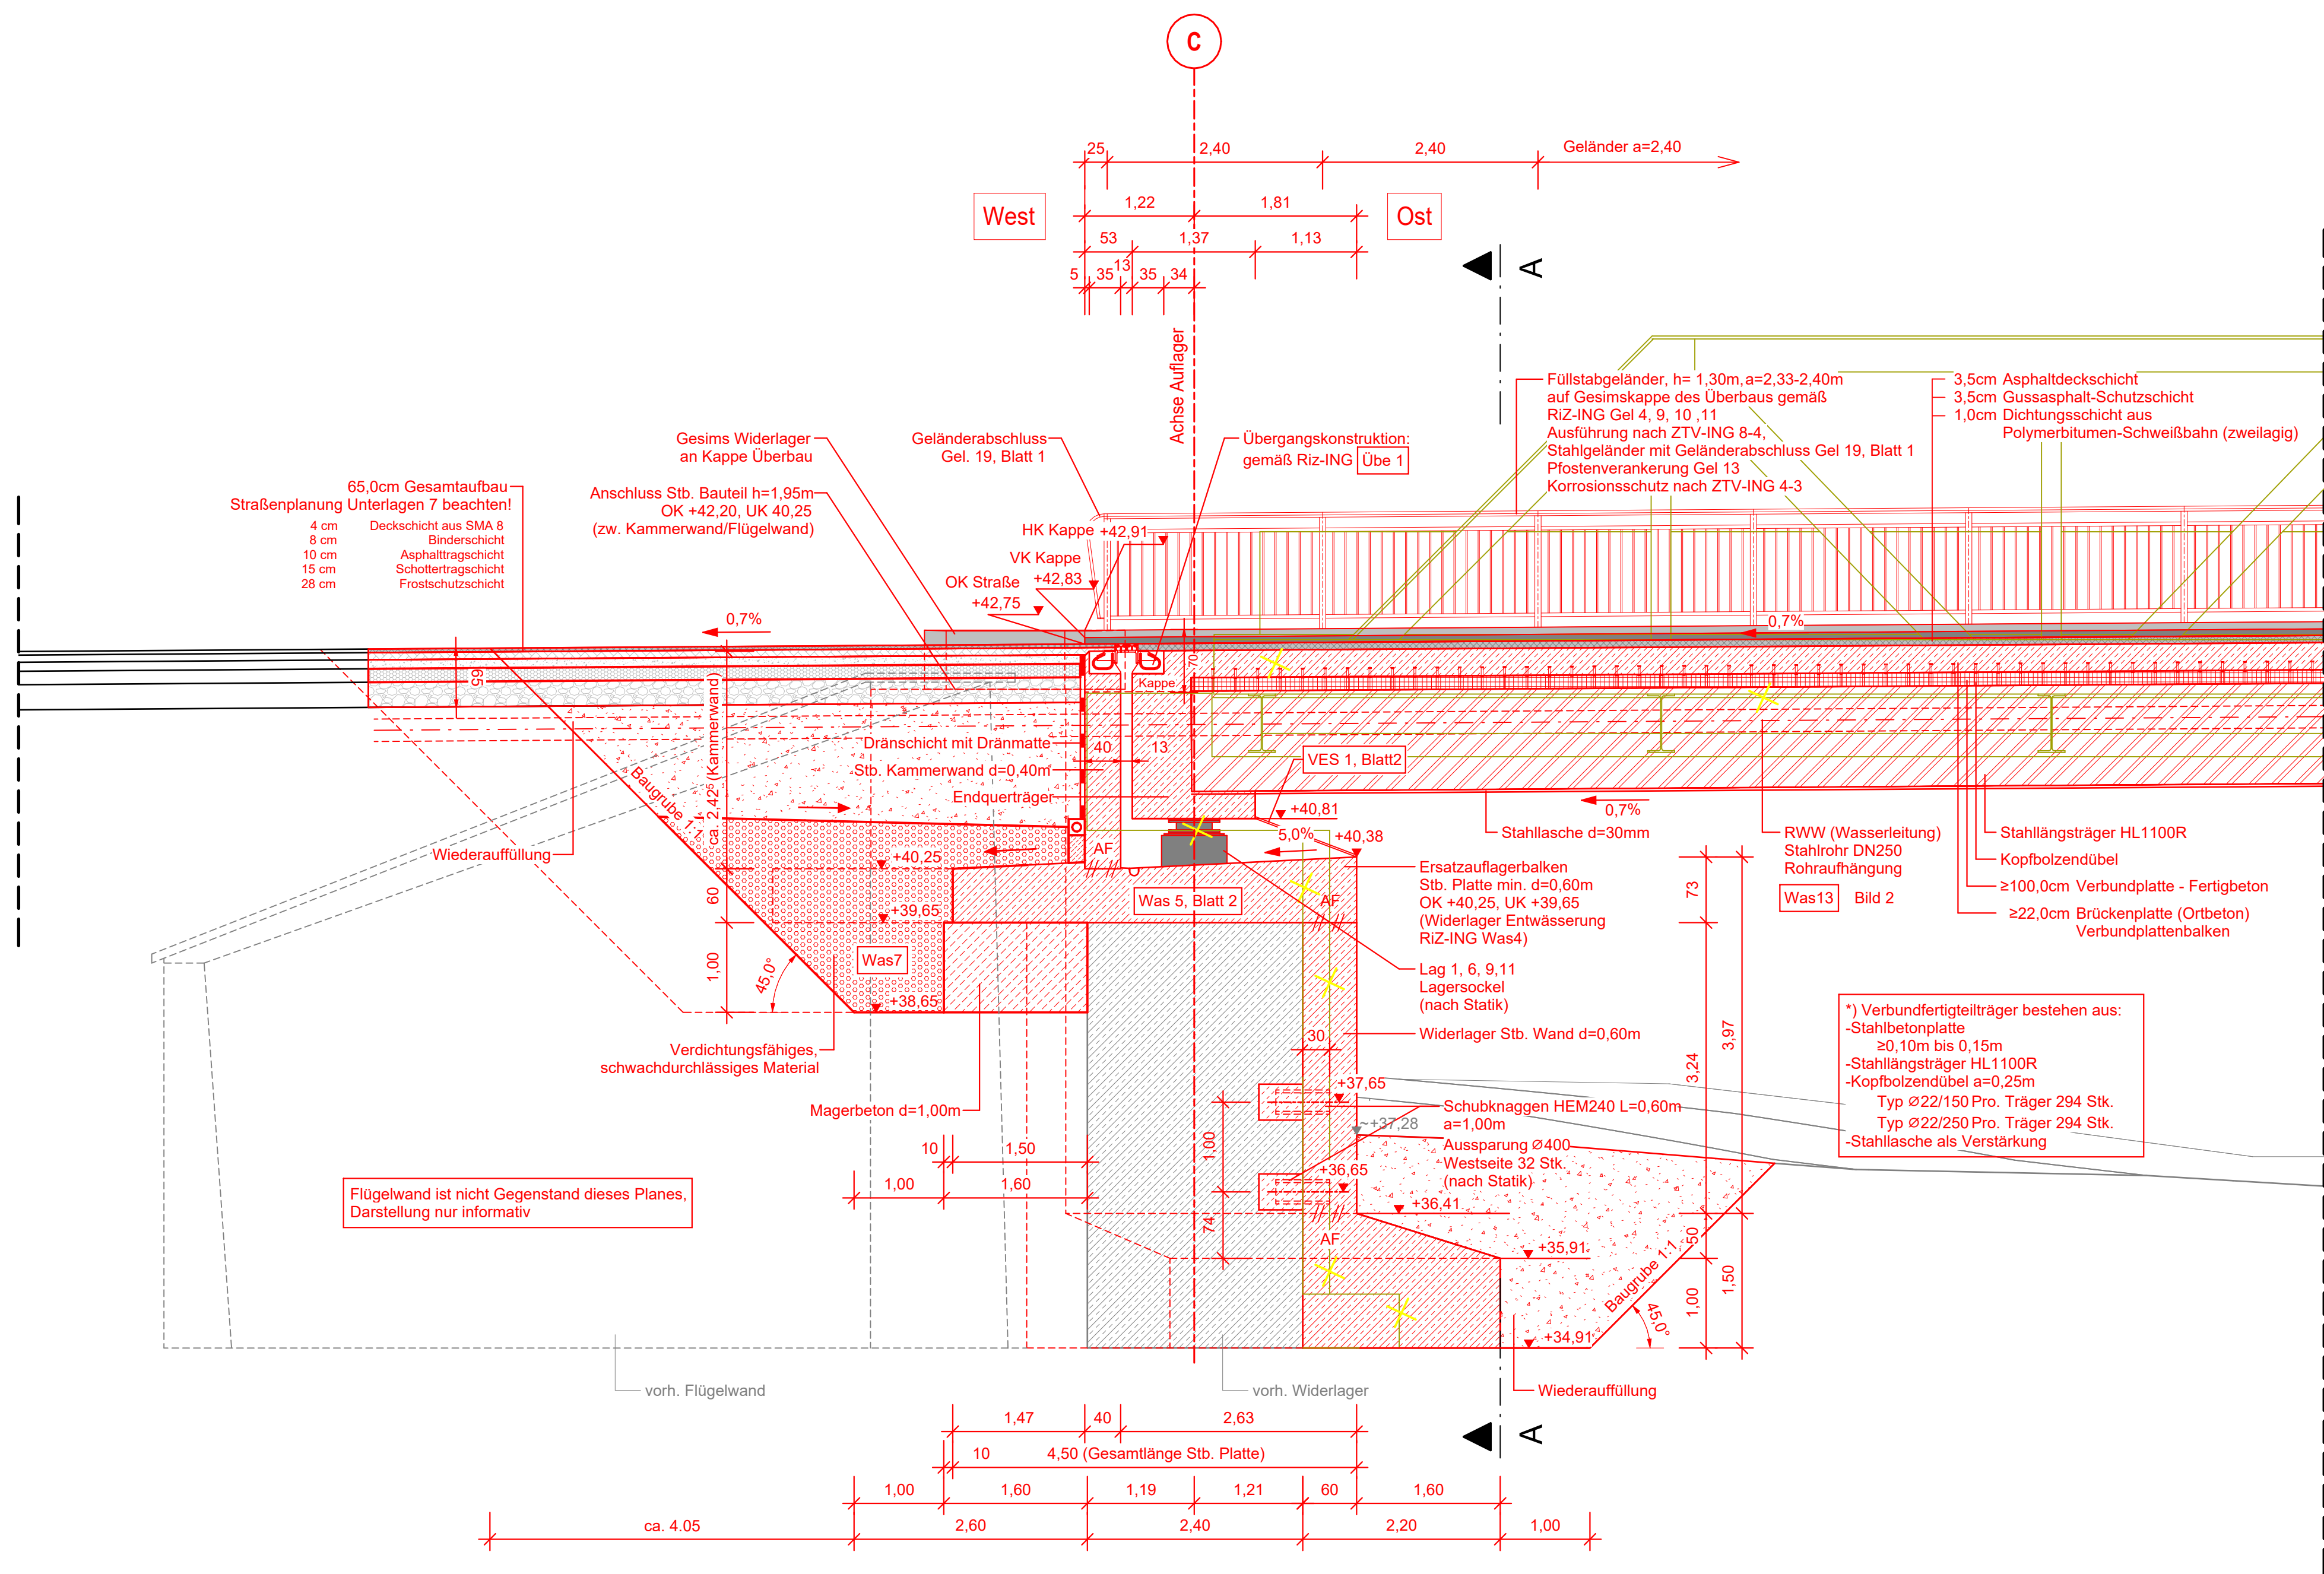 C
25
2,40
2,40
Geländer a=2,40
West
1,22
1,81
Ost
53
1,37
1,13
5
35
13
35
34
A
Achse Auflager
Füllstabgeländer, h= 1,30m,a=2,33-2,40m
auf Gesimskappe des Überbaus gemäß
RiZ-ING Gel 4, 9, 10 ,11
Ausführung nach ZTV-ING 8-4,
Stahlgeländer mit Geländerabschluss Gel 19, Blatt 1
Pfostenverankerung Gel 13
Korrosionsschutz nach ZTV-ING 4-3
3,5cm Asphaltdeckschicht
3,5cm Gussasphalt-Schutzschicht
1,0cm Dichtungsschicht aus
Polymerbitumen-Schweißbahn (zweilagig)
Gesims Widerlager
an Kappe Überbau
Geländerabschluss
Gel. 19, Blatt 1
Übergangskonstruktion:
gemäß Riz-ING Übe 1
65,0cm Gesamtaufbau
Straßenplanung Unterlagen 7 beachten!
4 cm Deckschicht aus SMA 8
8 cm Binderschicht
10 cm Asphalttragschicht
15 cm Schottertragschicht
28 cm Frostschutzschicht
Anschluss Stb. Bauteil h=1,95m
OK +42,20, UK 40,25
(zw. Kammerwand/Flügelwand)
HK Kappe +42,91
VK Kappe
+42,83
OK Straße
+42,75
0,7%
0,7%
65
70
Kappe
ca. 2,42⁵ (Kammerwand)
Dränschicht mit Dränmatte
40
13
Stb. Kammerwand d=0,40m
Endquerträger
VES 1, Blatt2
Baugrube 1:1
+40,81
0,7%
5,0%
+40,38
Stahllasche d=30mm
RWW (Wasserleitung)
Stahlrohr DN250
Rohraufhängung
Was13 Bild 2
Stahllängsträger HL1100R
Kopfbolzendübel
≥100,0cm Verbundplatte - Fertigbeton
≥22,0cm Brückenplatte (Ortbeton)
Verbundplattenbalken
Wiederauffüllung
+40,25
AF
Ersatzauflagerbalken
Stb. Platte min. d=0,60m
OK +40,25, UK +39,65
(Widerlager Entwässerung
RiZ-ING Was4)
60
+39,65
Was 5, Blatt 2
AF
73
1,00
45,0°
Was7
+38,65
Lag 1, 6, 9,11
Lagersockel
(nach Statik)
Widerlager Stb. Wand d=0,60m
30
3,24
3,97
*) Verbundfertigteilträger bestehen aus:
-Stahlbetonplatte
≥0,10m bis 0,15m
-Stahllängsträger HL1100R
-Kopfbolzendübel a=0,25m
Typ Ø22/150 Pro. Träger 294 Stk.
Typ Ø22/250 Pro. Träger 294 Stk.
-Stahllasche als Verstärkung
Verdichtungsfähiges,
schwachdurchlässiges Material
Magerbeton d=1,00m
+37,65
Schubknaggen HEM240 L=0,60m
a=1,00m
~+37,28
Aussparung Ø400
Westseite 32 Stk.
(nach Statik)
1,00
+36,65
74
10
1,50
1,00
1,60
Flügelwand ist nicht Gegenstand dieses Planes,
Darstellung nur informativ
+36,41
AF
+35,91
50
1,50
1,00
Baugrube 1:1
45,0°
+34,91
vorh. Flügelwand
vorh. Widerlager
Wiederauffüllung
A
1,47
40
2,63
10
4,50 (Gesamtlänge Stb. Platte)
1,00
1,60
1,19
1,21
60
1,60
ca. 4.05
2,60
2,40
2,20
1,00